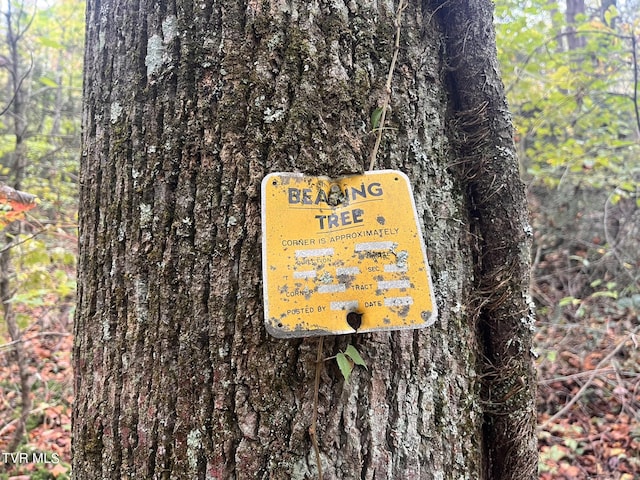 BEARING
TREE
CORNER IS APPROXIMATELY
SEC.
CORNER TRACT
POSTED BY DATE
TVR MLS